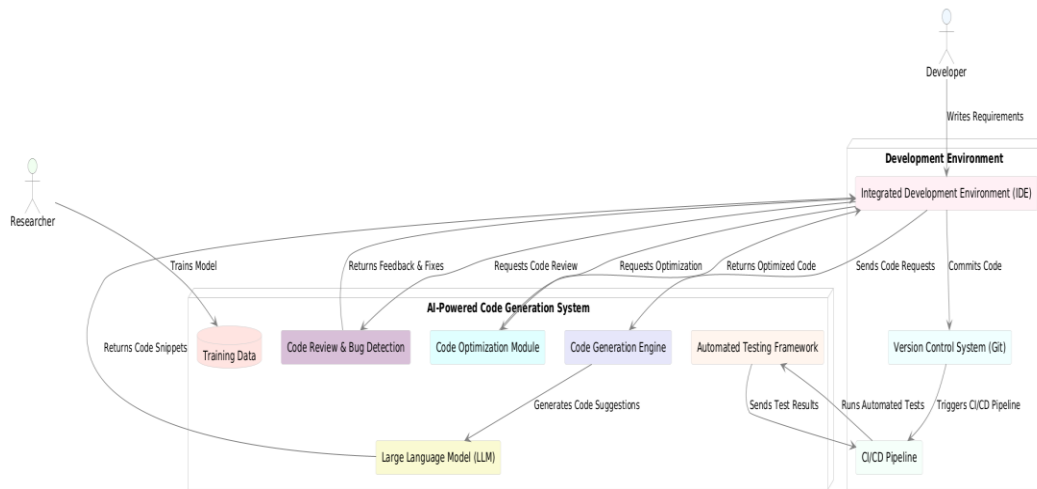 Developer
Writes Requirements
Development Environment
Integrated Development Environment (IDE)
Researcher
Trains Model
Returns Feedback & Fixes
Requests Code Review
Requests Optimization
Returns Optimized Code
Sends Code Requests
Commits Code
AI-Powered Code Generation System
Returns Code Snippets
Training Data
Code Review & Bug Detection
Code Optimization Module
Code Generation Engine
Automated Testing Framework
Version Control System (Git)
Generates Code Suggestions
Sends Test Results
Runs Automated Tests
Triggers CI/CD Pipeline
Large Language Model (LLM)
CI/CD Pipeline